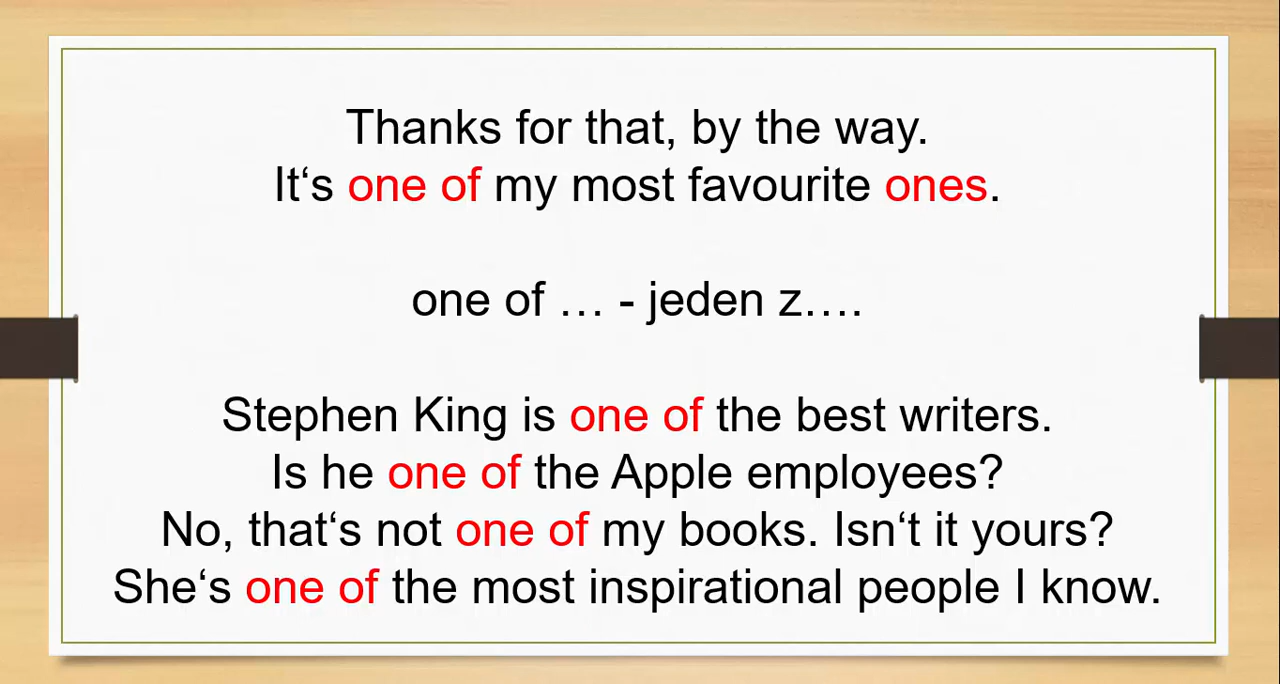 Thanks for that, by the way.
It‘s one of my most favourite ones.
one of … - jeden z….
Stephen King is one of the best writers.
Is he one of the Apple employees?
No, that‘s not one of my books. Isn‘t it yours?
She‘s one of the most inspirational people I know.